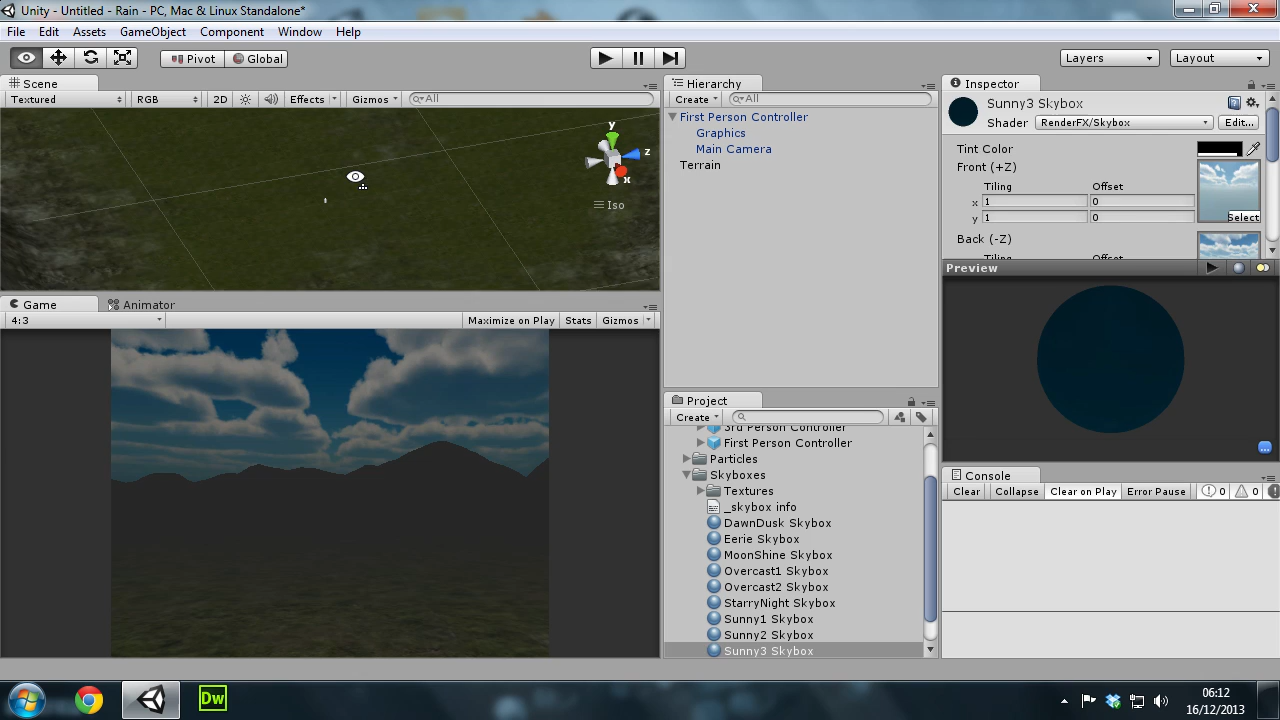 Unity - Untitled - Rain - PC, Mac & Linux Standalone*
File Edit Assets GameObject Component Window Help
Pivot Global
Layers Layout
Scene
Textured RGB 2D Effects Gizmos All
y
z
x
Iso
Game Animator
4:3 Maximize on Play Stats Gizmos
Hierarchy
Create All
First Person Controller
Graphics
Main Camera
Terrain
Project
Create
3rd Person Controller
First Person Controller
Particles
Skyboxes
Textures
_skybox info
DawnDusk Skybox
Eerie Skybox
MoonShine Skybox
Overcast1 Skybox
Overcast2 Skybox
StarryNight Skybox
Sunny1 Skybox
Sunny2 Skybox
Sunny3 Skybox
Inspector
Sunny3 Skybox
Shader RenderFX/Skybox Edit...
Tint Color
Front (+Z)
Tiling Offset
x 1 0
y 1 0
Select
Back (-Z)
Tiling Offset
Preview
Console
Clear Collapse Clear on Play Error Pause 0 0
Dw
06:12
16/12/2013